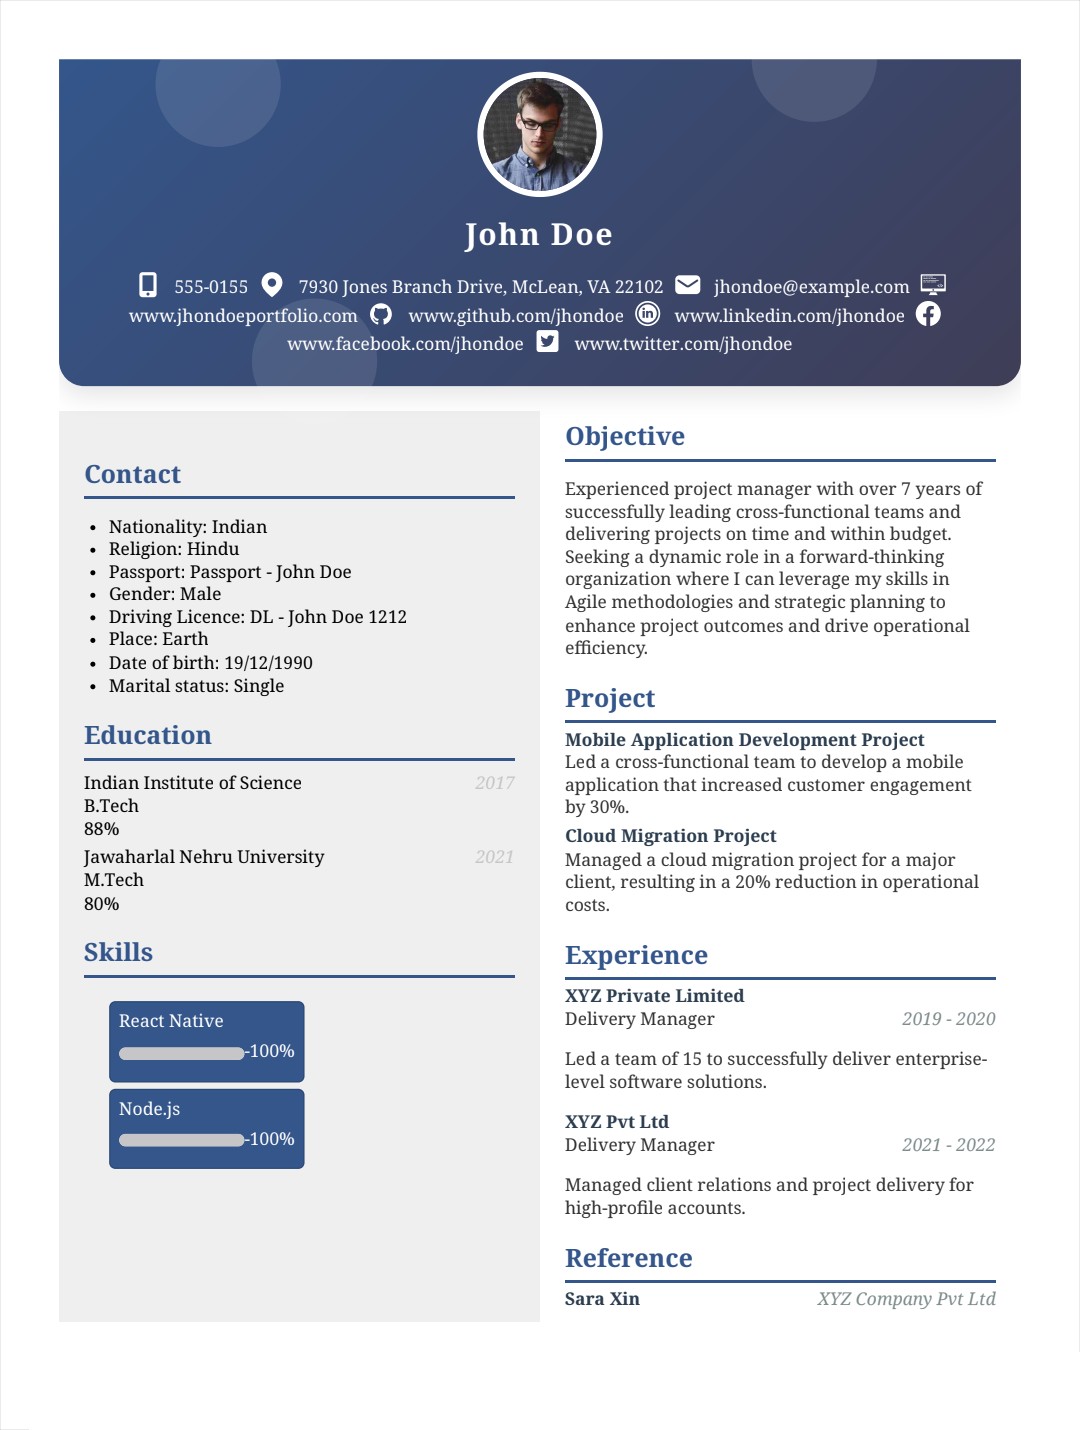 John Doe
555-0155 7930 Jones Branch Drive, McLean, VA 22102 jhondoe@example.com
www.jhondoeportfolio.com www.github.com/jhondoe www.linkedin.com/jhondoe
www.facebook.com/jhondoe www.twitter.com/jhondoe
Contact
• Nationality: Indian
• Religion: Hindu
• Passport: Passport - John Doe
• Gender: Male
• Driving Licence: DL - John Doe 1212
• Place: Earth
• Date of birth: 19/12/1990
• Marital status: Single
Education
Indian Institute of Science 2017
B.Tech
88%
Jawaharlal Nehru University 2021
M.Tech
80%
Skills
React Native
-100%
Node.js
-100%
Objective
Experienced project manager with over 7 years of
successfully leading cross-functional teams and
delivering projects on time and within budget.
Seeking a dynamic role in a forward-thinking
organization where I can leverage my skills in
Agile methodologies and strategic planning to
enhance project outcomes and drive operational
efficiency.
Project
Mobile Application Development Project
Led a cross-functional team to develop a mobile
application that increased customer engagement
by 30%.
Cloud Migration Project
Managed a cloud migration project for a major
client, resulting in a 20% reduction in operational
costs.
Experience
XYZ Private Limited
Delivery Manager 2019 - 2020
Led a team of 15 to successfully deliver enterprise-
level software solutions.
XYZ Pvt Ltd
Delivery Manager 2021 - 2022
Managed client relations and project delivery for
high-profile accounts.
Reference
Sara Xin XYZ Company Pvt Ltd